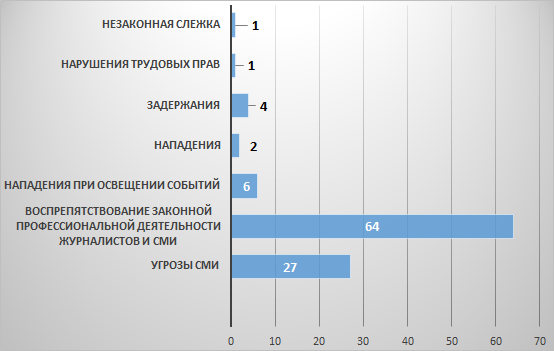 НЕЗАКОННАЯ СЛЕЖКА 1
НАРУШЕНИЯ ТРУДОВЫХ ПРАВ 1
ЗАДЕРЖАНИЯ 4
НАПАДЕНИЯ 2
НАПАДЕНИЯ ПРИ ОСВЕЩЕНИИ СОБЫТИЙ 6
ВОСПРЕПЯТСТВОВАНИЕ ЗАКОННОЙ
ПРОФЕССИОНАЛЬНОЙ ДЕЯТЕЛЬНОСТИ 64
ЖУРНАЛИСТОВ И СМИ
УГРОЗЫ СМИ 27
0 10 20 30 40 50 60 70